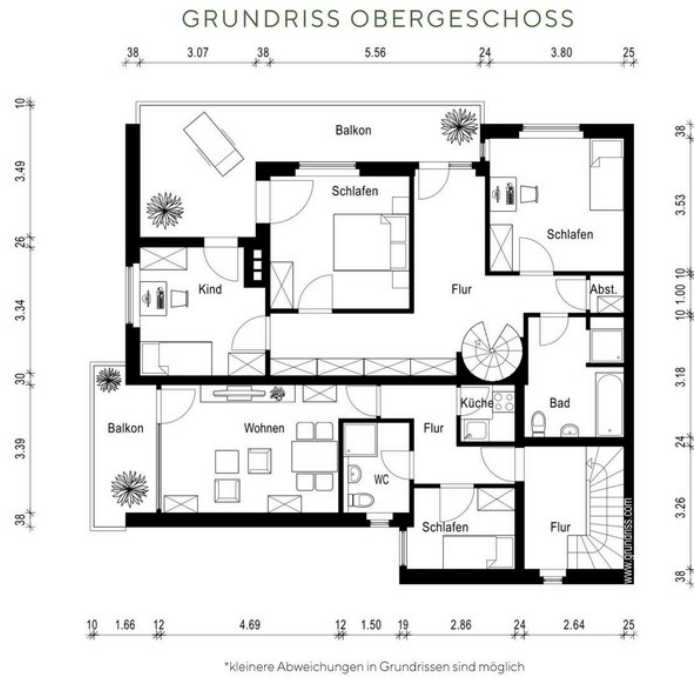 GRUNDRISS OBERGESCHOSS
38 3.07 38 5.56 24 3.80 25
10
3.49
26
3.34
30
3.39
38
38
3.53
10
1.00
10
3.18
24
3.26
38
Balkon
Schlafen
Schlafen
Kind
Flur
Abst.
Balkon
Wohnen
Flur
Küche
Bad
WC
Schlafen
Flur
www.grundriss.com
10 1.66 12 4.69 12 1.50 19 2.86 24 2.64 25
*kleinere Abweichungen in Grundrissen sind möglich